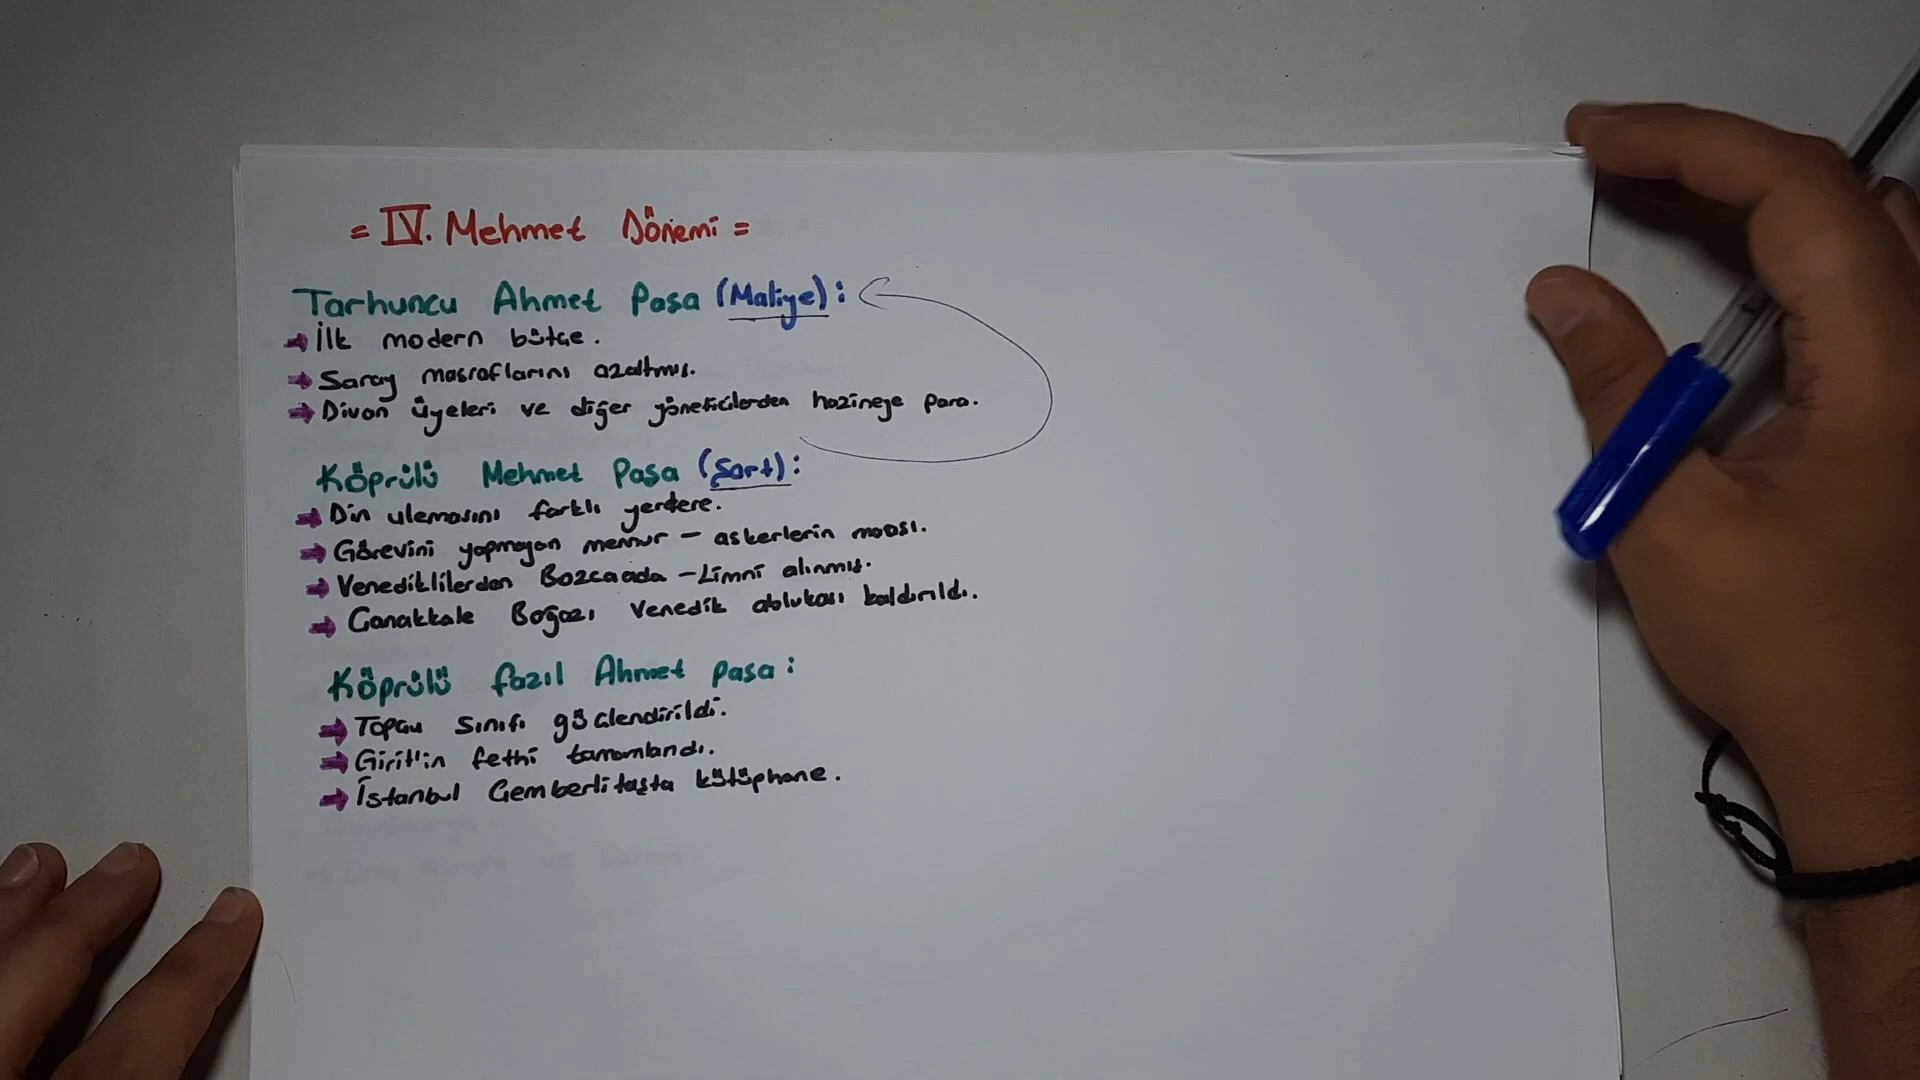 = IV. Mehmet Dönemi =
Tarhuncu Ahmet Paşa (Maliye):
→ İlk modern bütçe.
→ Saray masraflarını azaltmış.
→ Divan üyeleri ve diğer yöneticilerden hazineye para.
Köprülü Mehmet Paşa (Şart):
→ Din ulemasını farklı yerlere.
→ Görevini yapmayan memur - askerlerin maaşı.
→ Venediklilerden Bozcaada - Limni alınmış.
→ Çanakkale Boğazı Venedik ablukası kaldırıldı.
Köprülü fazıl Ahmet paşa:
→ Topçu sınıfı güçlendirildi.
→ Girit'in fethi tamamlandı.
→ İstanbul Çemberlitaşta kütüphane.